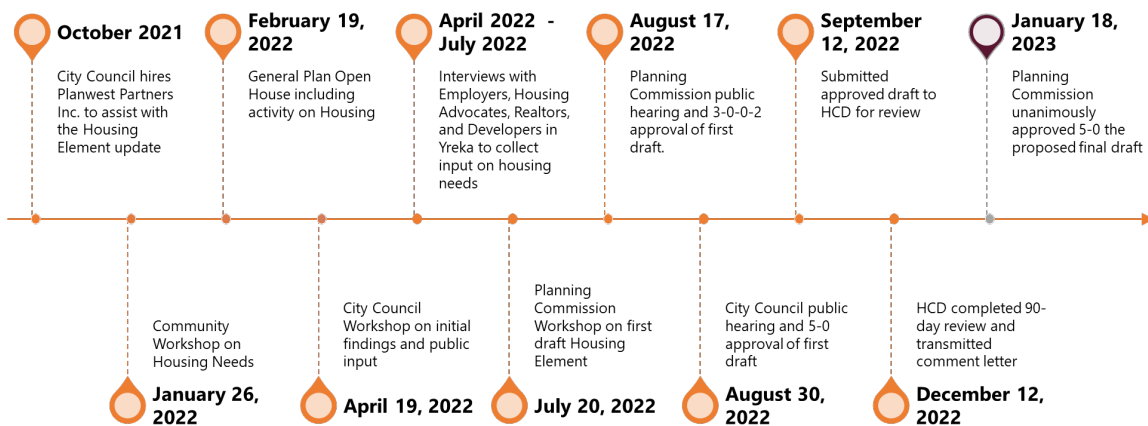 October 2021
City Council hires
Planwest Partners
Inc. to assist with
the Housing
Element update
February 19,
2022
General Plan Open
House including
activity on Housing
April 2022 -
July 2022
Interviews with
Employers, Housing
Advocates, Realtors,
and Developers in
Yreka to collect
input on housing
needs
August 17,
2022
Planning
Commission public
hearing and 3-0-0-2
approval of first
draft.
September
12, 2022
Submitted
approved draft to
HCD for review
January 18,
2023
Planning
Commission
unanimously
approved 5-0 the
proposed final draft
Community
Workshop on
Housing Needs
January 26,
2022
City Council
Workshop on initial
findings and public
input
April 19, 2022
Planning
Commission
Workshop on first
draft Housing
Element
July 20, 2022
City Council public
hearing and 5-0
approval of first
draft
August 30,
2022
HCD completed 90-
day review and
transmitted
comment letter
December 12,
2022